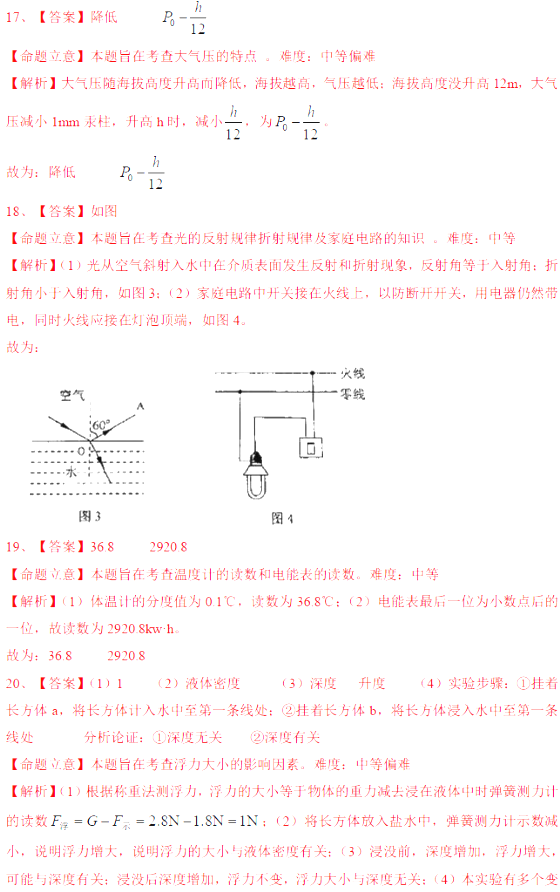 17、【答案】降低 P₀−h/12
【命题立意】本题旨在考查大气压的特点 。难度：中等偏难
【解析】大气压随海拔高度升高而降低，海拔越高，气压越低；海拔高度没升高 12m，大气
压减小 1mm 汞柱，升高 h 时，减小 h/12，为 P₀−h/12 。
故为：降低 P₀−h/12
18、【答案】如图
【命题立意】本题旨在考查光的反射规律折射规律及家庭电路的知识 。难度：中等
【解析】（1）光从空气斜射入水中在介质表面发生反射和折射现象，反射角等于入射角；折
射角小于入射角，如图 3；（2）家庭电路中开关接在火线上，以防断开开关，用电器仍然带
电，同时火线应接在灯泡顶端，如图 4。
故为：
空气
A
60°
O
水
图 3
火线
零线
图 4
19、【答案】36.8 2920.8
【命题立意】本题旨在考查温度计的读数和电能表的读数。难度：中等
【解析】（1）体温计的分度值为 0.1℃，读数为 36.8℃；（2）电能表最后一位为小数点后的
一位，故读数为 2920.8kw·h。
故为：36.8 2920.8
20、【答案】（1）1 （2）液体密度 （3）深度 升度 （4）实验步骤：①挂着
长方体 a，将长方体计入水中至第一条线处；②挂着长方体 b，将长方体浸入水中至第一条
线处 分析论证：①深度无关 ②深度有关
【命题立意】本题旨在考查浮力大小的影响因素。难度：中等偏难
【解析】（1）根据称重法测浮力，浮力的大小等于物体的重力减去浸在液体中时弹簧测力计
的读数 F浮＝G−F示＝2.8N−1.8N＝1N；（2）将长方体放入盐水中，弹簧测力计示数减
小，说明浮力增大，说明浮力的大小与液体密度有关；（3）浸没前，深度增加，浮力增大，
可能与深度有关；浸没后深度增加，浮力不变，浮力大小与深度无关；（4）本实验有多个变